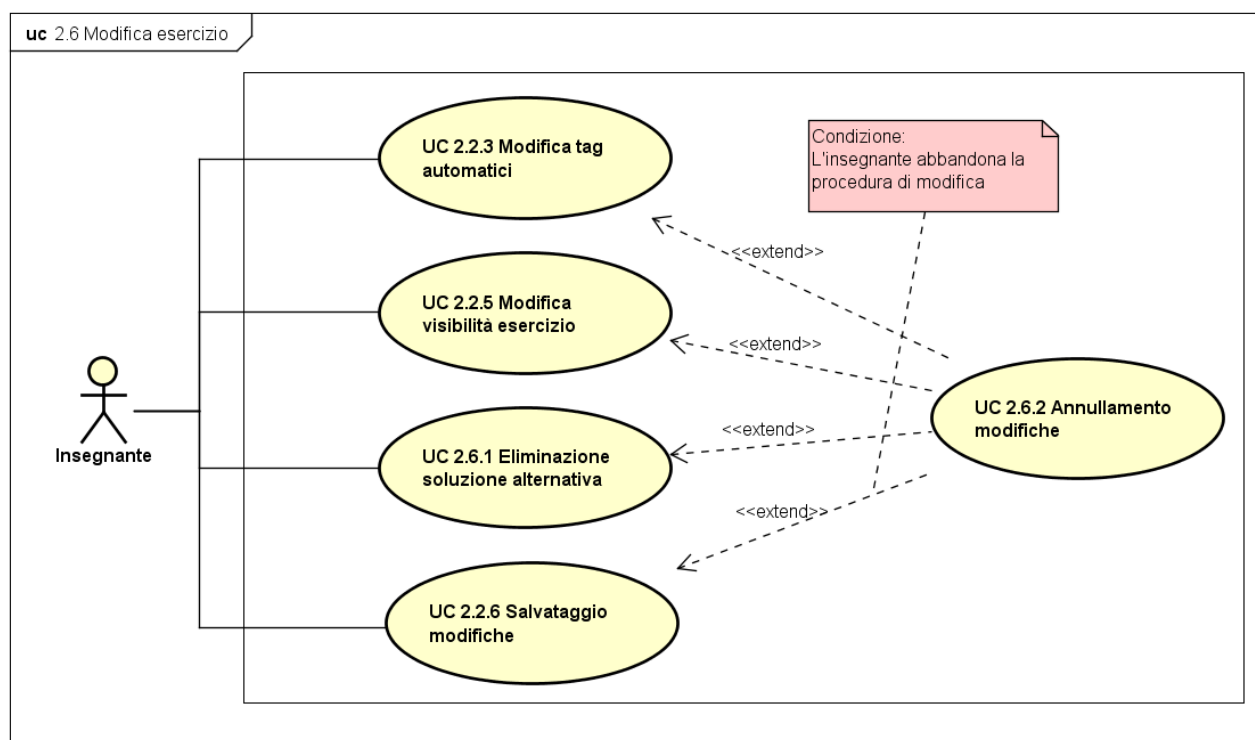 uc 2.6 Modifica esercizio
UC 2.2.3 Modifica tag
automatici
Condizione:
L'insegnante abbandona la
procedura di modifica
<<extend>>
UC 2.2.5 Modifica
visibilità esercizio
<<extend>>
Insegnante
UC 2.6.2 Annullamento
modifiche
<<extend>>
UC 2.6.1 Eliminazione
soluzione alternativa
<<extend>>
UC 2.2.6 Salvataggio
modifiche